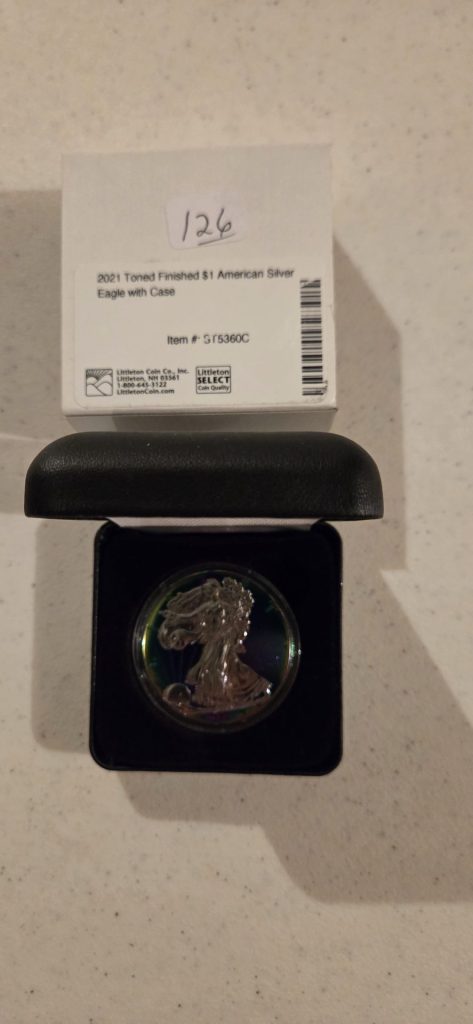 126
2021 Toned Finished $1 American Silver
Eagle with Case
Item #: ST5360C
Littleton Coin Co., Inc.
Littleton, NH 03561
1-800-645-3122
LittletonCoin.com
Littleton
SELECT
Coin Quality